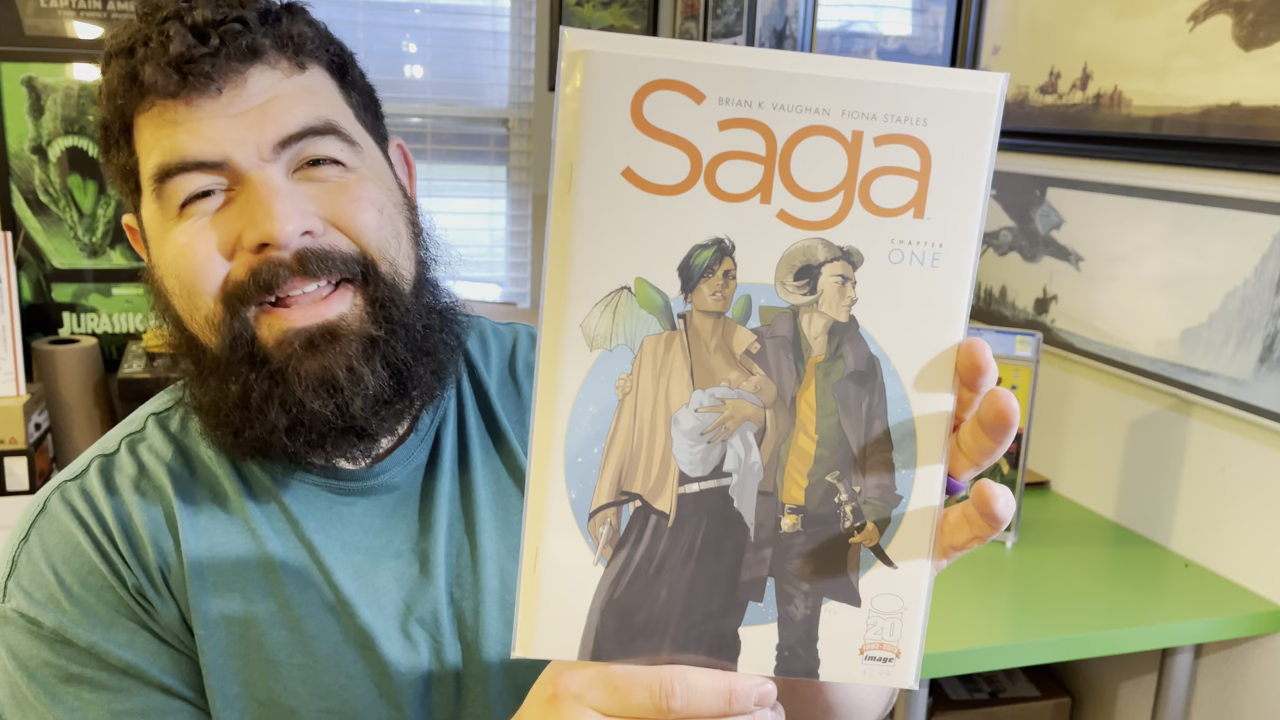 CAPTAIN AME
JURASSIC
BRIAN K. VAUGHAN FIONA STAPLES
Saga
CHAPTER
ONE
20
image